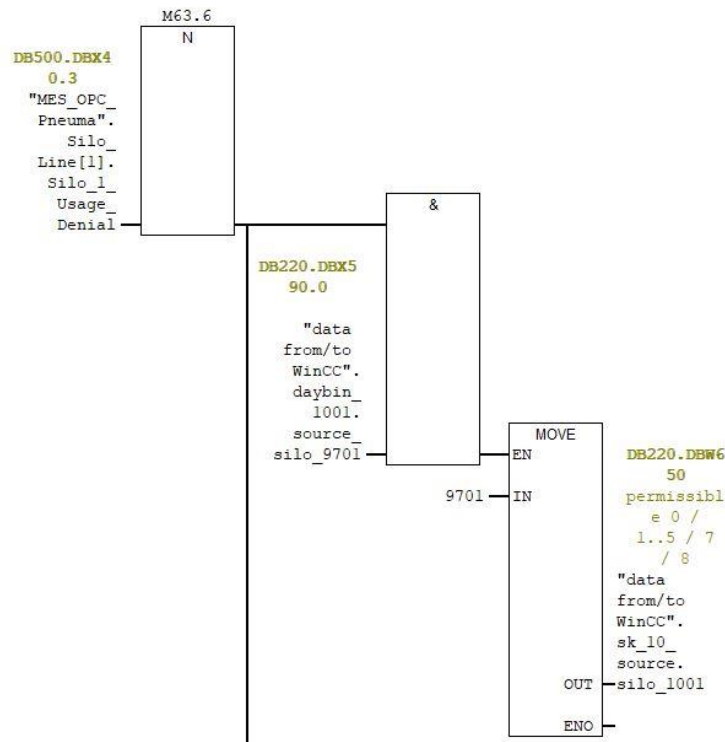 M63.6
N
DB500.DBX4
0.3
"MES_OPC_
Pneuma".
Silo_
Line[1].
Silo_1_
Usage_
Denial
&
DB220.DBX5
90.0
"data
from/to
WinCC".
daybin_
1001.
source_
silo_9701
MOVE
EN
9701
IN
DB220.DBW6
50
permissibl
e 0 /
1..5 / 7
/ 8
"data
from/to
WinCC".
sk_10_
source.
OUT
silo_1001
ENO